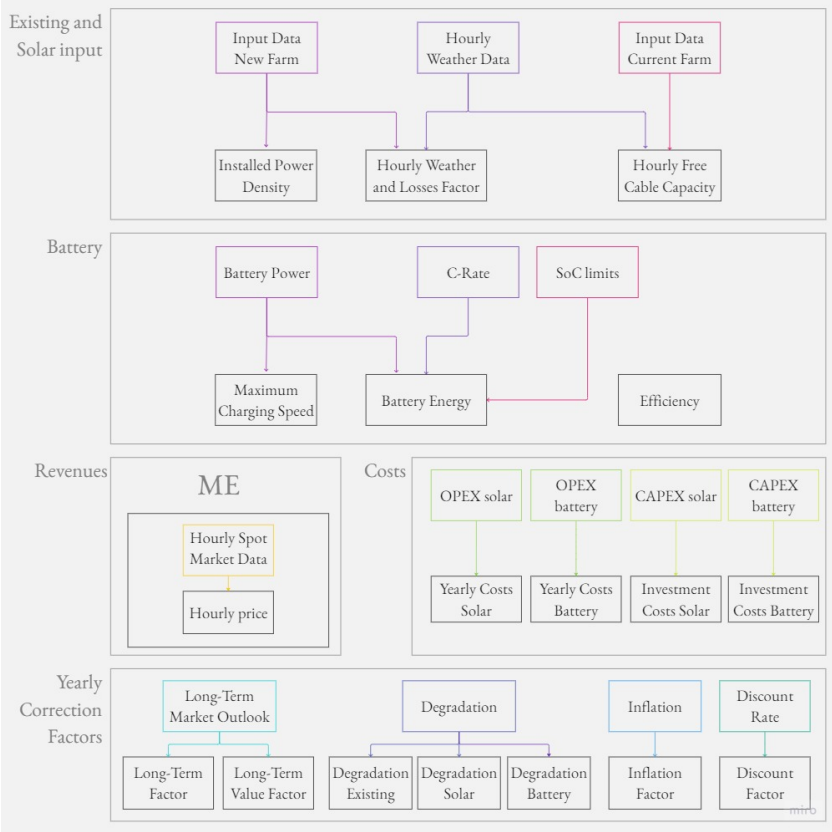 Existing and
Solar input
Input Data
New Farm
Hourly
Weather Data
Input Data
Current Farm
Installed Power
Density
Hourly Weather
and Losses Factor
Hourly Free
Cable Capacity
Battery
Battery Power
C-Rate
SoC limits
Maximum
Charging Speed
Battery Energy
Efficiency
Revenues
ME
Hourly Spot
Market Data
Hourly price
Costs
OPEX solar
OPEX
battery
CAPEX solar
CAPEX
battery
Yearly Costs
Solar
Yearly Costs
Battery
Investment
Costs Solar
Investment
Costs Battery
Yearly
Correction
Factors
Long-Term
Market Outlook
Degradation
Inflation
Discount
Rate
Long-Term
Factor
Long-Term
Value Factor
Degradation
Existing
Degradation
Solar
Degradation
Battery
Inflation
Factor
Discount
Factor
miro